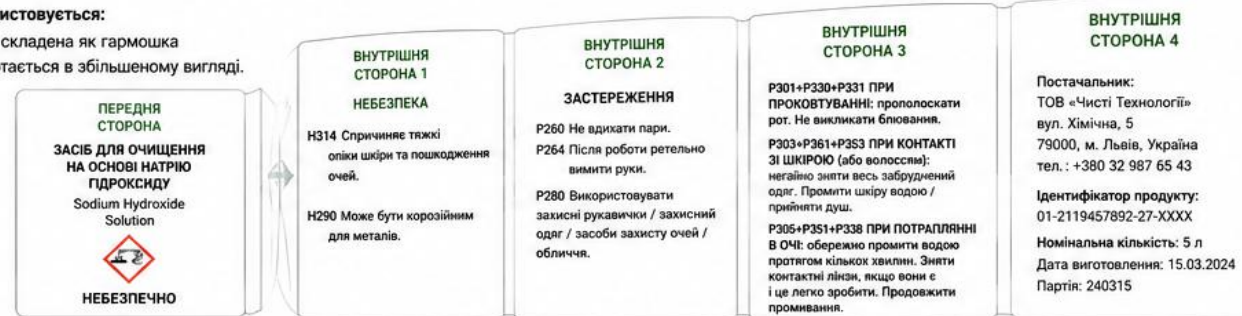 истовується:
складена як гармошка
тається в збільшеному вигляді.
ПЕРЕДНЯ
СТОРОНА
ЗАСІБ ДЛЯ ОЧИЩЕННЯ
НА ОСНОВІ НАТРІЮ
ГІДРОКСИДУ
Sodium Hydroxide
Solution
НЕБЕЗПЕЧНО
ВНУТРІШНЯ
СТОРОНА 1
НЕБЕЗПЕКА
H314 Спричиняє тяжкі
опіки шкіри та пошкодження
очей.
H290 Може бути корозійним
для металів.
ВНУТРІШНЯ
СТОРОНА 2
ЗАСТЕРЕЖЕННЯ
P260 Не вдихати пари.
P264 Після роботи ретельно
вимити руки.
P280 Використовувати
захисні рукавички / захисний
одяг / засоби захисту очей /
обличчя.
ВНУТРІШНЯ
СТОРОНА 3
P301+P330+P331 ПРИ
ПРОКОВТУВАННІ: прополоскати
рот. Не викликати блювання.
P303+P361+P353 ПРИ КОНТАКТІ
ЗІ ШКІРОЮ (або волоссям):
негайно зняти весь забруднений
одяг. Промити шкіру водою /
прийняти душ.
P305+P351+P338 ПРИ ПОТРАПЛЯННІ
В ОЧІ: обережно промити водою
протягом кількох хвилин. Зняти
контактні лінзи, якщо вони є
і це легко зробити. Продовжити
промивання.
ВНУТРІШНЯ
СТОРОНА 4
Постачальник:
ТОВ «Чисті Технології»
вул. Хімічна, 5
79000, м. Львів, Україна
тел.: +380 32 987 65 43
Ідентифікатор продукту:
01-2119457892-27-XXXX
Номінальна кількість: 5 л
Дата виготовлення: 15.03.2024
Партія: 240315